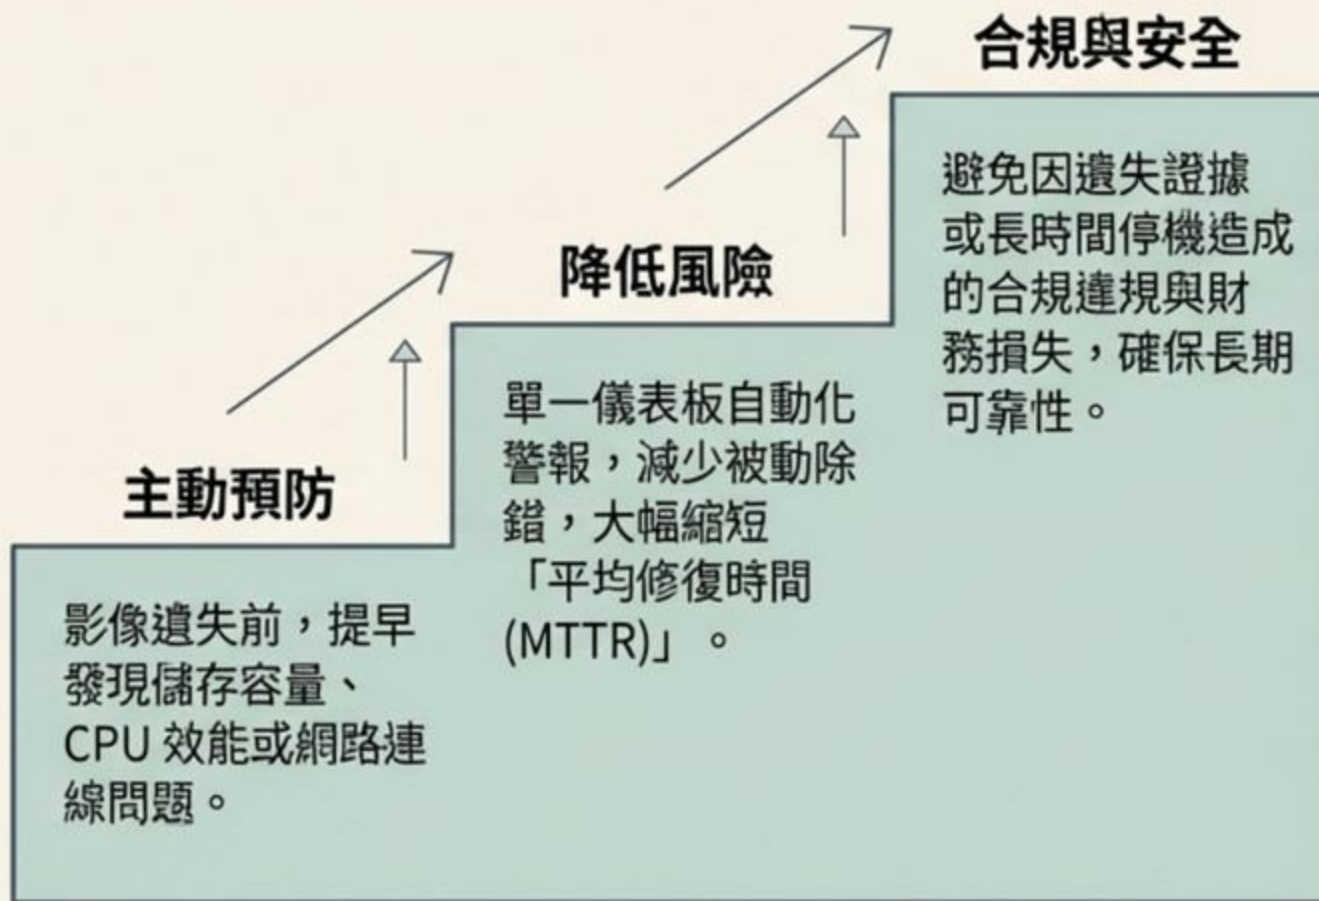 合規與安全
避免因遺失證據
或長時間停機造成
的合規違規與財
務損失，確保長期
可靠性。
降低風險
單一儀表板自動化
警報，減少被動除
錯，大幅縮短
「平均修復時間
(MTTR)」。
主動預防
影像遺失前，提早
發現儲存容量、
CPU 效能或網路連
線問題。